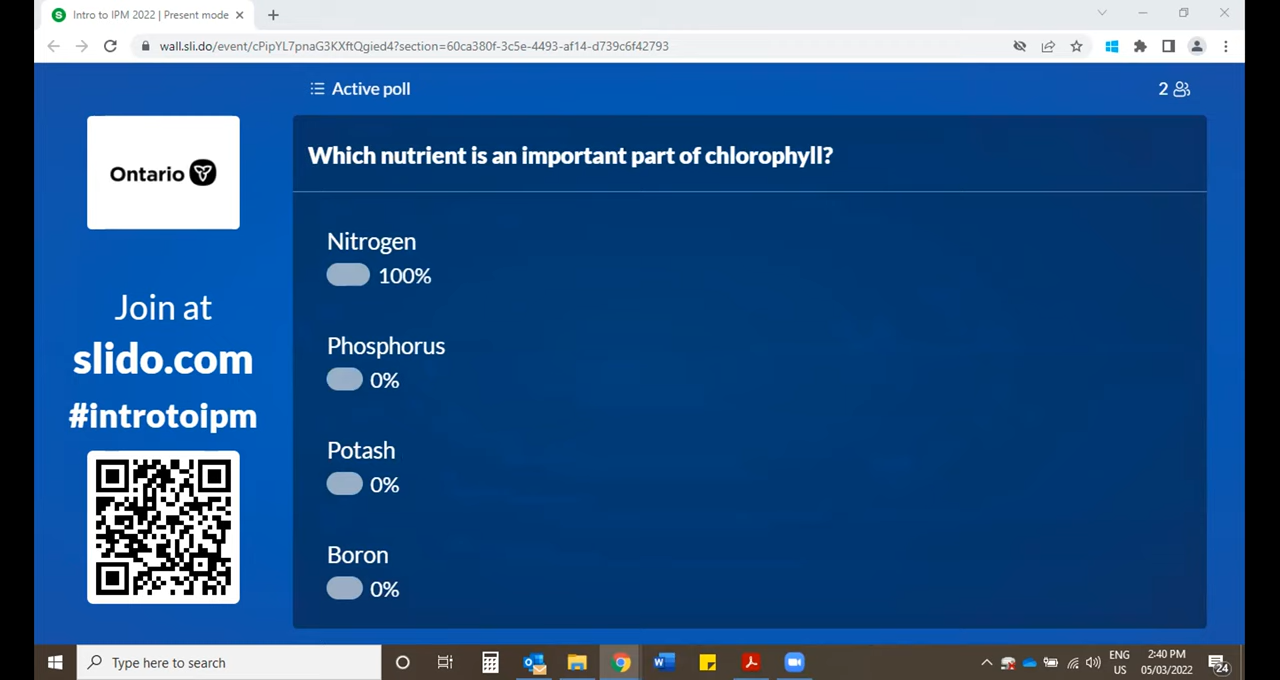 Intro to IPM 2022 | Present mode
wall.sli.do/event/cPipYL7pnaG3KXftQgied4?section=60ca380f-3c5e-4493-af14-d739c6f42793
Active poll
2
Ontario
Which nutrient is an important part of chlorophyll?
Nitrogen
100%
Phosphorus
0%
Potash
0%
Boron
0%
Join at
slido.com
#introtoipm
Type here to search
ENG
US
2:40 PM
05/03/2022
24